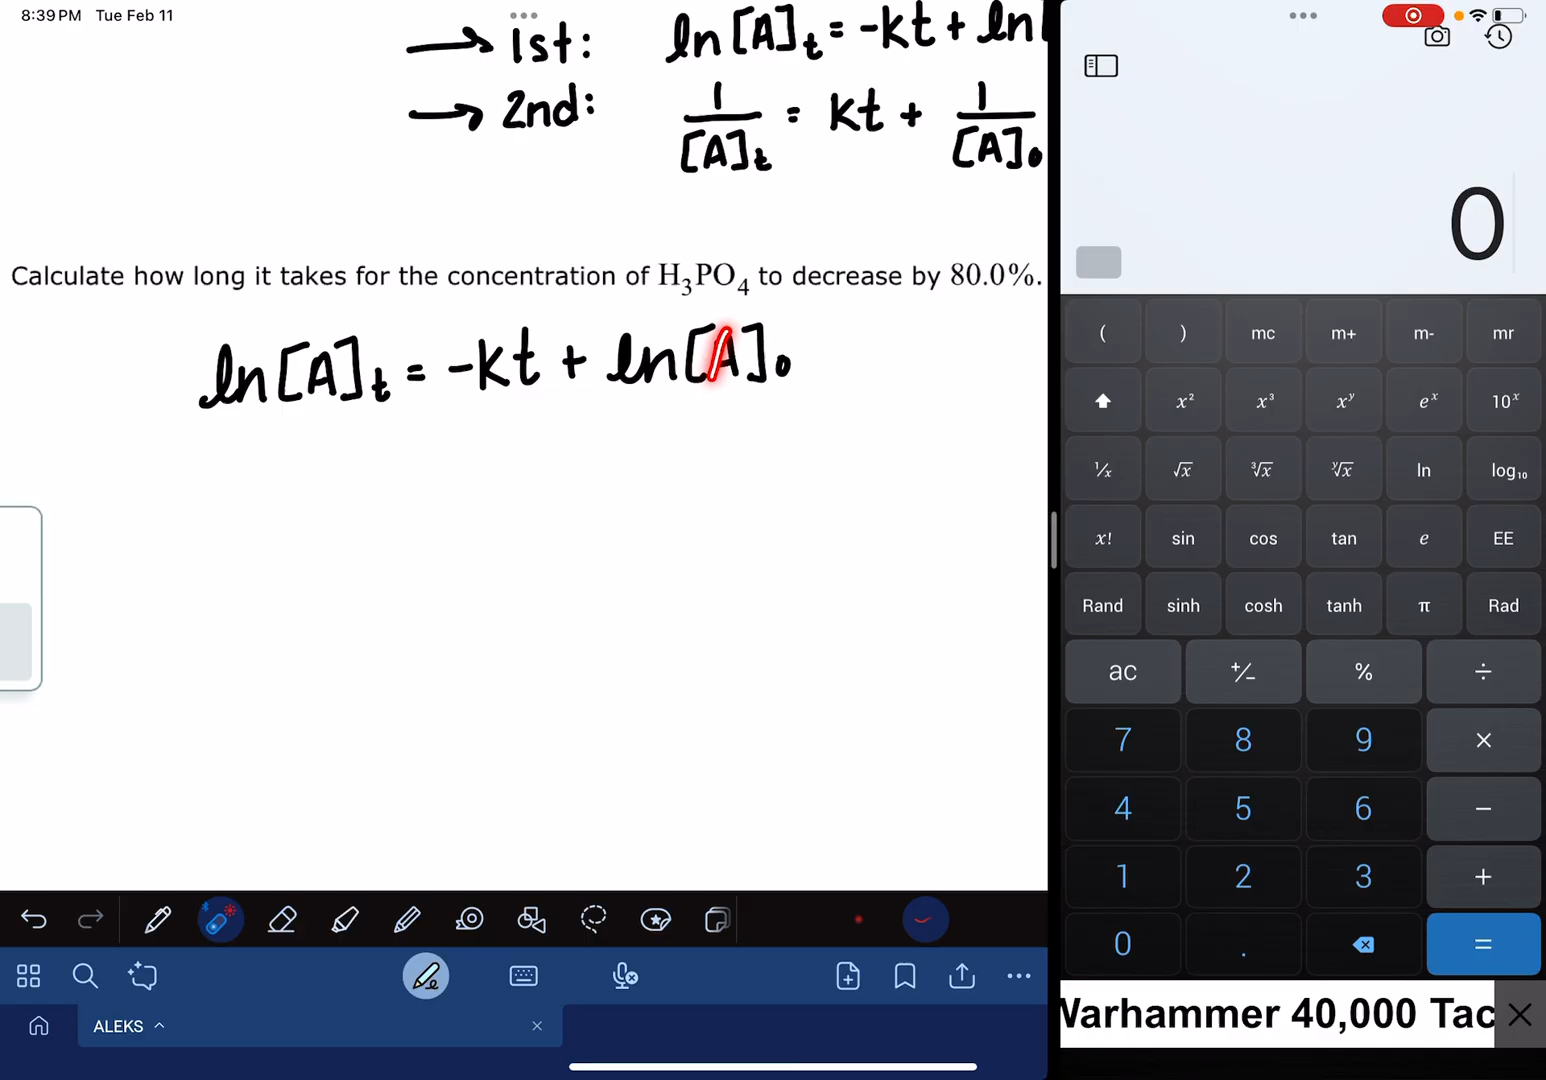 8:39 PM Tue Feb 11
→ 1st: ln[A]t = -kt + ln[
→ 2nd: 1/[A]t = kt + 1/[A]0
Calculate how long it takes for the concentration of H₃PO₄ to decrease by 80.0%.
ln[A]t = -kt + ln[A]0
ALEKS
0
( ) mc m+ m- mr
x² x³ xʸ eˣ 10ˣ
¹/x √x ³√x ʸ√x ln log₁₀
x! sin cos tan e EE
Rand sinh cosh tanh π Rad
ac +/- % ÷
7 8 9 ×
4 5 6 −
1 2 3 +
0 . =
Warhammer 40,000 Tac